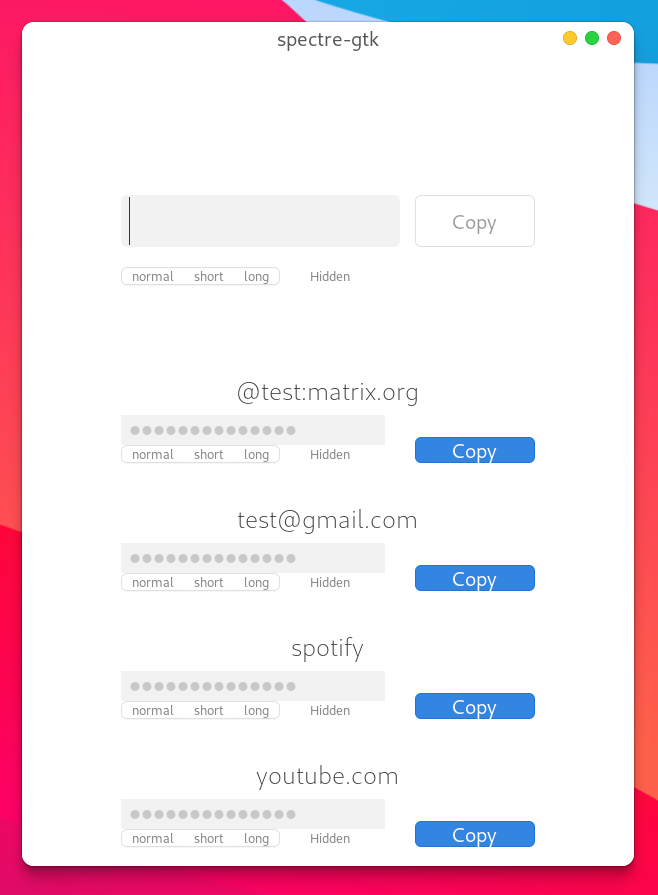 spectre-gtk
Copy
normal short long Hidden
@test:matrix.org
●●●●●●●●●●●●●●
normal short long Hidden Copy
test@gmail.com
●●●●●●●●●●●●●●
normal short long Hidden Copy
spotify
●●●●●●●●●●●●●●
normal short long Hidden Copy
youtube.com
●●●●●●●●●●●●●●
normal short long Hidden Copy